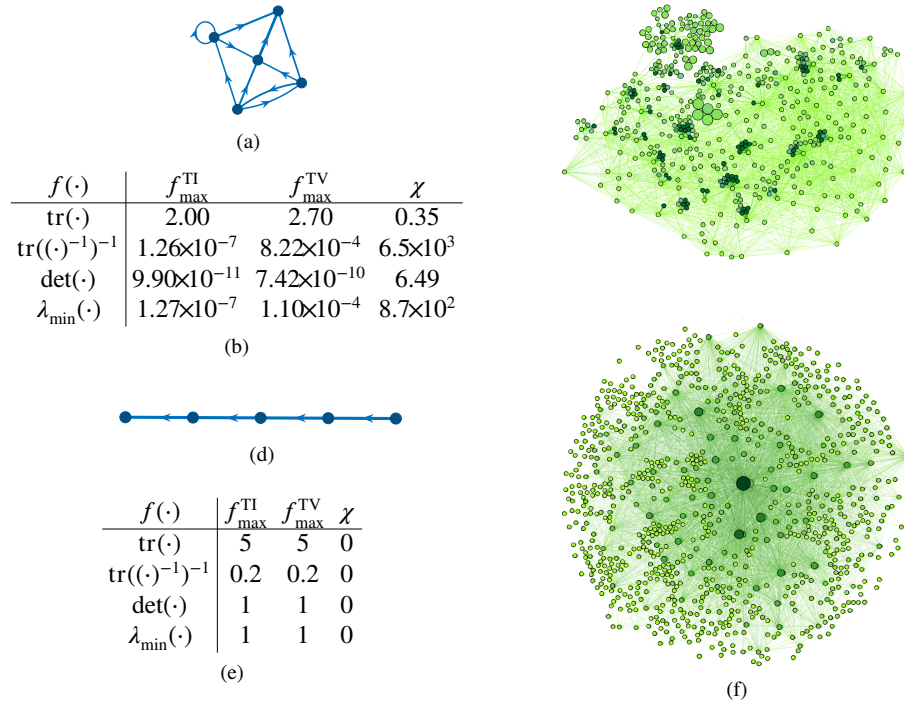 (a)
f(·) f_max^TI f_max^TV χ
tr(·) 2.00 2.70 0.35
tr((·)^−1)^−1 1.26×10^−7 8.22×10^−4 6.5×10^3
det(·) 9.90×10^−11 7.42×10^−10 6.49
λ_min(·) 1.27×10^−7 1.10×10^−4 8.7×10^2
(b)
(d)
f(·) f_max^TI f_max^TV χ
tr(·) 5 5 0
tr((·)^−1)^−1 0.2 0.2 0
det(·) 1 1 0
λ_min(·) 1 1 0
(e)
(f)